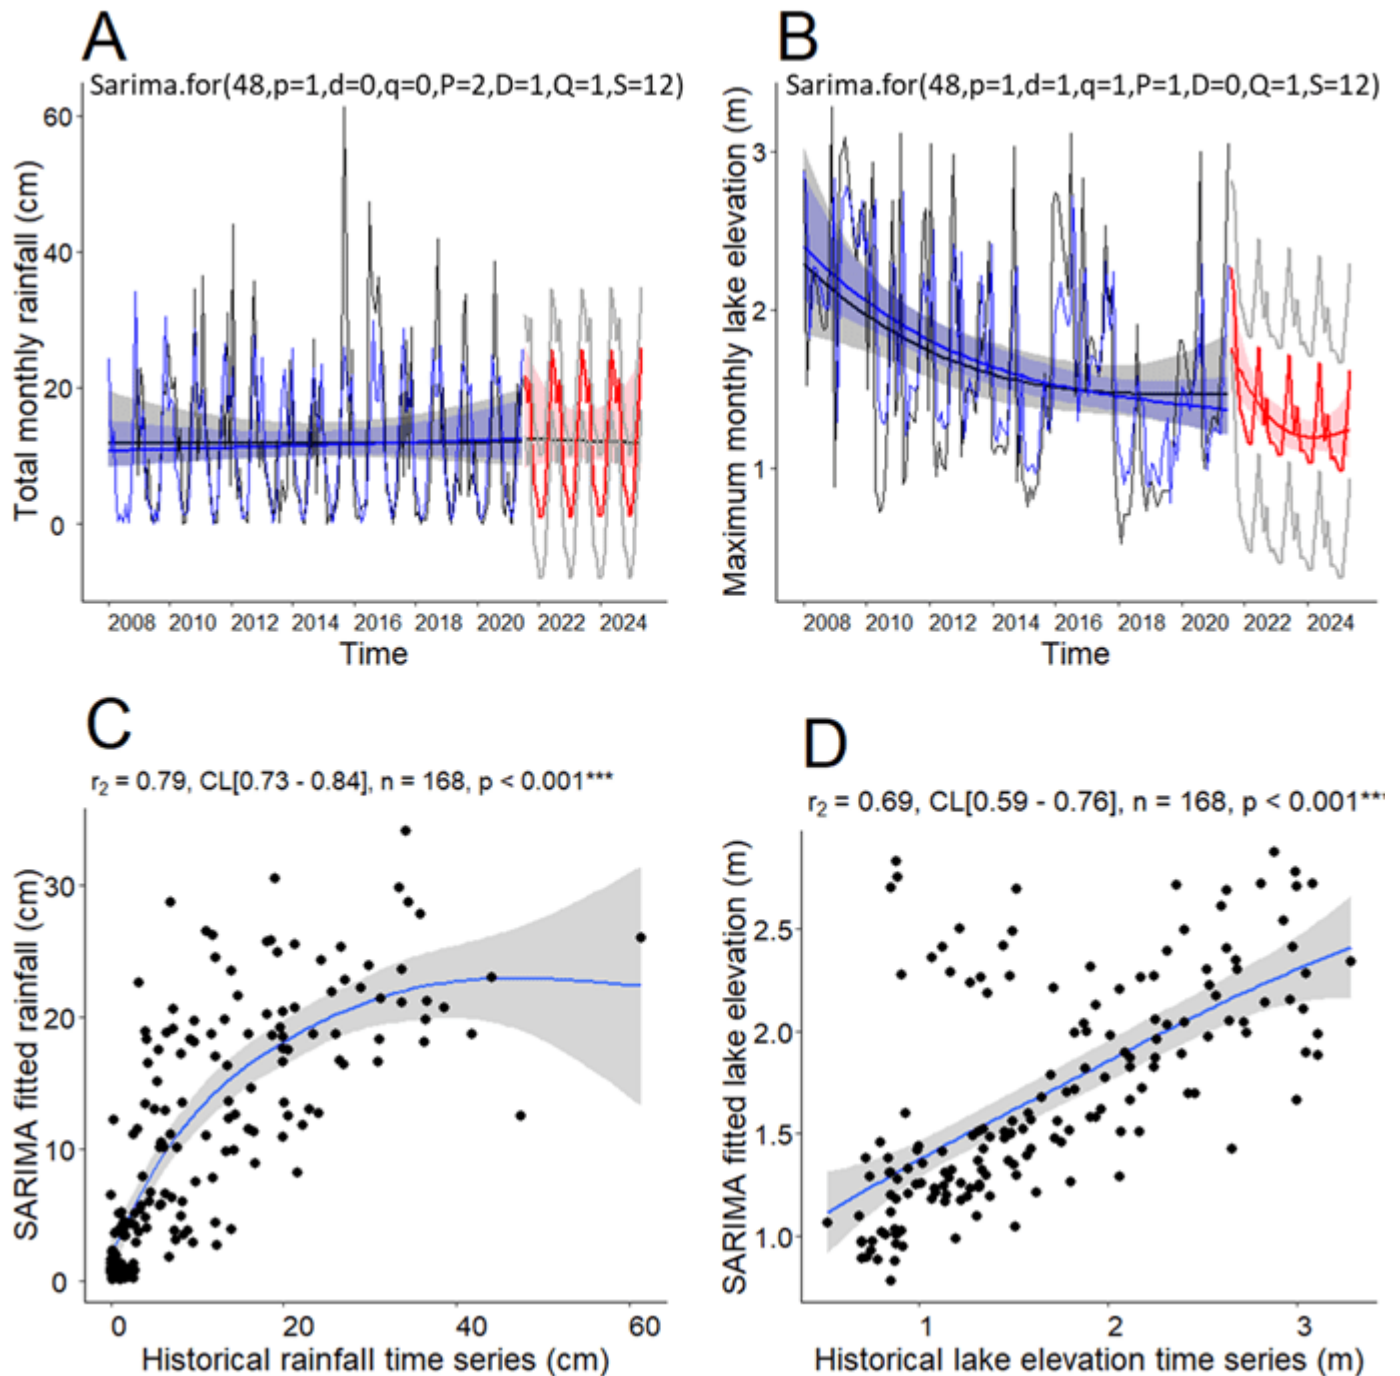 A
Sarima.for(48,p=1,d=0,q=0,P=2,D=1,Q=1,S=12)
Total monthly rainfall (cm)
60
40
20
0
2008 2010 2012 2014 2016 2018 2020 2022 2024
Time
B
Sarima.for(48,p=1,d=1,q=1,P=1,D=0,Q=1,S=12)
Maximum monthly lake elevation (m)
3
2
1
2008 2010 2012 2014 2016 2018 2020 2022 2024
Time
C
r2 = 0.79, CL[0.73 - 0.84], n = 168, p < 0.001***
SARIMA fitted rainfall (cm)
30
20
10
0
0 20 40 60
Historical rainfall time series (cm)
D
r2 = 0.69, CL[0.59 - 0.76], n = 168, p < 0.001***
SARIMA fitted lake elevation (m)
2.5
2.0
1.5
1.0
1 2 3
Historical lake elevation time series (m)